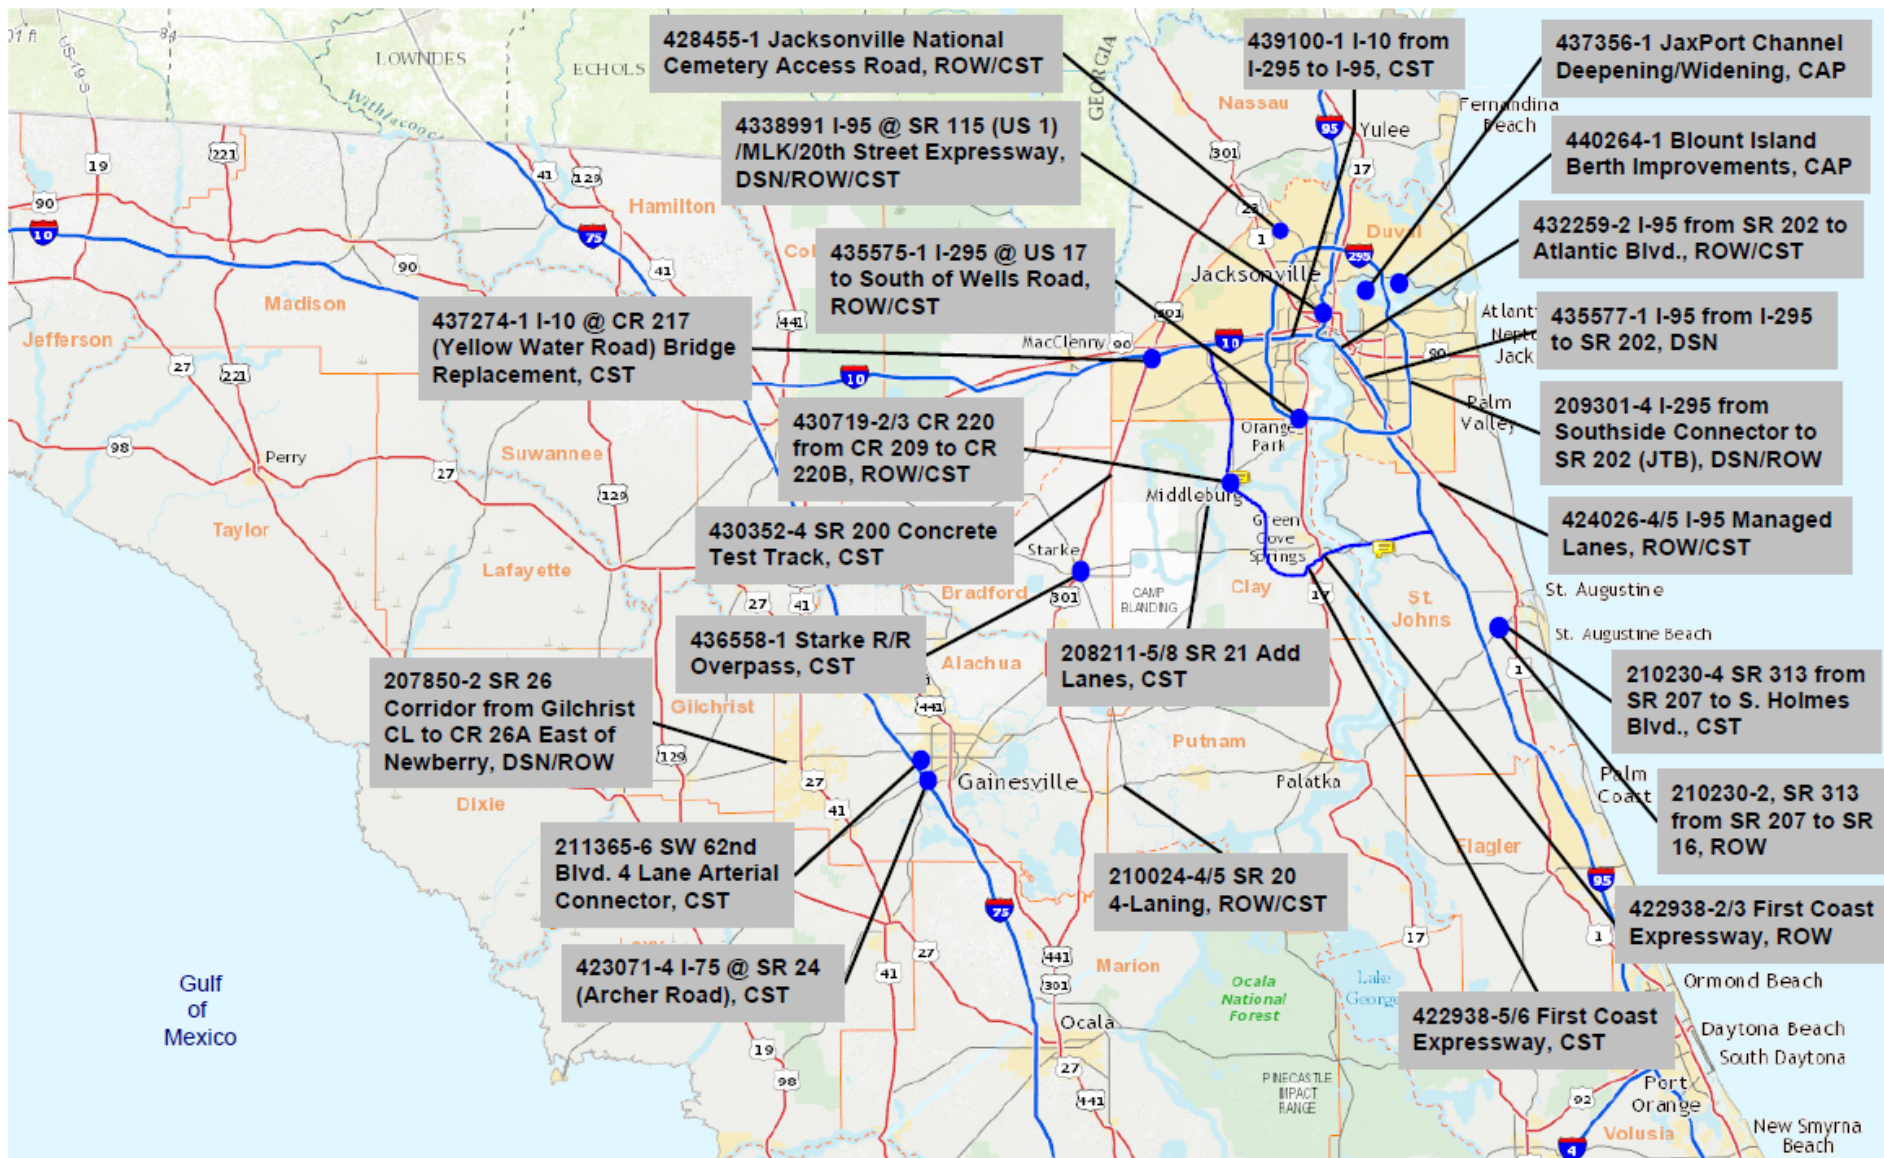 428455-1 Jacksonville National
Cemetery Access Road, ROW/CST
439100-1 I-10 from
I-295 to I-95, CST
437356-1 JaxPort Channel
Deepening/Widening, CAP
4338991 I-95 @ SR 115 (US 1)
/MLK/20th Street Expressway,
DSN/ROW/CST
440264-1 Blount Island
Berth Improvements, CAP
432259-2 I-95 from SR 202 to
Atlantic Blvd., ROW/CST
435575-1 I-295 @ US 17
to South of Wells Road,
ROW/CST
437274-1 I-10 @ CR 217
(Yellow Water Road) Bridge
Replacement, CST
435577-1 I-95 from I-295
to SR 202, DSN
430719-2/3 CR 220
from CR 209 to CR
220B, ROW/CST
209301-4 I-295 from
Southside Connector to
SR 202 (JTB), DSN/ROW
430352-4 SR 200 Concrete
Test Track, CST
424026-4/5 I-95 Managed
Lanes, ROW/CST
436558-1 Starke R/R
Overpass, CST
208211-5/8 SR 21 Add
Lanes, CST
207850-2 SR 26
Corridor from Gilchrist
CL to CR 26A East of
Newberry, DSN/ROW
210230-4 SR 313 from
SR 207 to S. Holmes
Blvd., CST
210230-2, SR 313
from SR 207 to SR
16, ROW
211365-6 SW 62nd
Blvd. 4 Lane Arterial
Connector, CST
210024-4/5 SR 20
4-Laning, ROW/CST
422938-2/3 First Coast
Expressway, ROW
423071-4 I-75 @ SR 24
(Archer Road), CST
422938-5/6 First Coast
Expressway, CST
LOWNDES
ECHOLS
GEORGIA
Nassau
Fernandina
Beach
Yulee
Hamilton
Duval
Jacksonville
Madison
Jefferson
MacClenny
Palm
Valley
Orange
Park
Perry
Suwannee
Taylor
Middleburg
Green
Cove
Springs
Starke
Lafayette
Bradford
CAMP
BLANDING
Clay
St.
Johns
St. Augustine
St. Augustine Beach
Alachua
Gilchrist
Putnam
Palatka
Gainesville
Dixie
Palm
Coast
Flagler
Marion
Gulf
of
Mexico
Ocala
National
Forest
Lake
George
Ormond Beach
Ocala
Daytona Beach
South Daytona
PINECASTLE
IMPACT
RANGE
Port
Orange
Volusia
New Smyrna
Beach